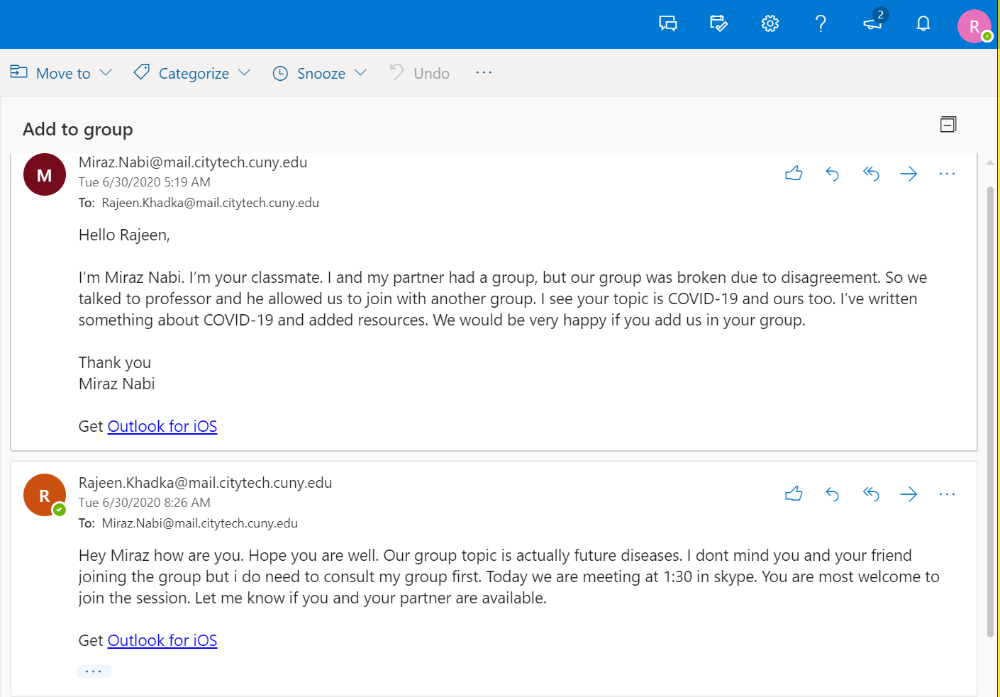 2
R
Move to
Categorize
Snooze
Undo
Add to group
M
Miraz.Nabi@mail.citytech.cuny.edu
Tue 6/30/2020 5:19 AM
To: Rajeen.Khadka@mail.citytech.cuny.edu
Hello Rajeen,
I’m Miraz Nabi. I’m your classmate. I and my partner had a group, but our group was broken due to disagreement. So we
talked to professor and he allowed us to join with another group. I see your topic is COVID-19 and ours too. I’ve written
something about COVID-19 and added resources. We would be very happy if you add us in your group.
Thank you
Miraz Nabi
Get Outlook for iOS
R
Rajeen.Khadka@mail.citytech.cuny.edu
Tue 6/30/2020 8:26 AM
To: Miraz.Nabi@mail.citytech.cuny.edu
Hey Miraz how are you. Hope you are well. Our group topic is actually future diseases. I dont mind you and your friend
joining the group but i do need to consult my group first. Today we are meeting at 1:30 in skype. You are most welcome to
join the session. Let me know if you and your partner are available.
Get Outlook for iOS